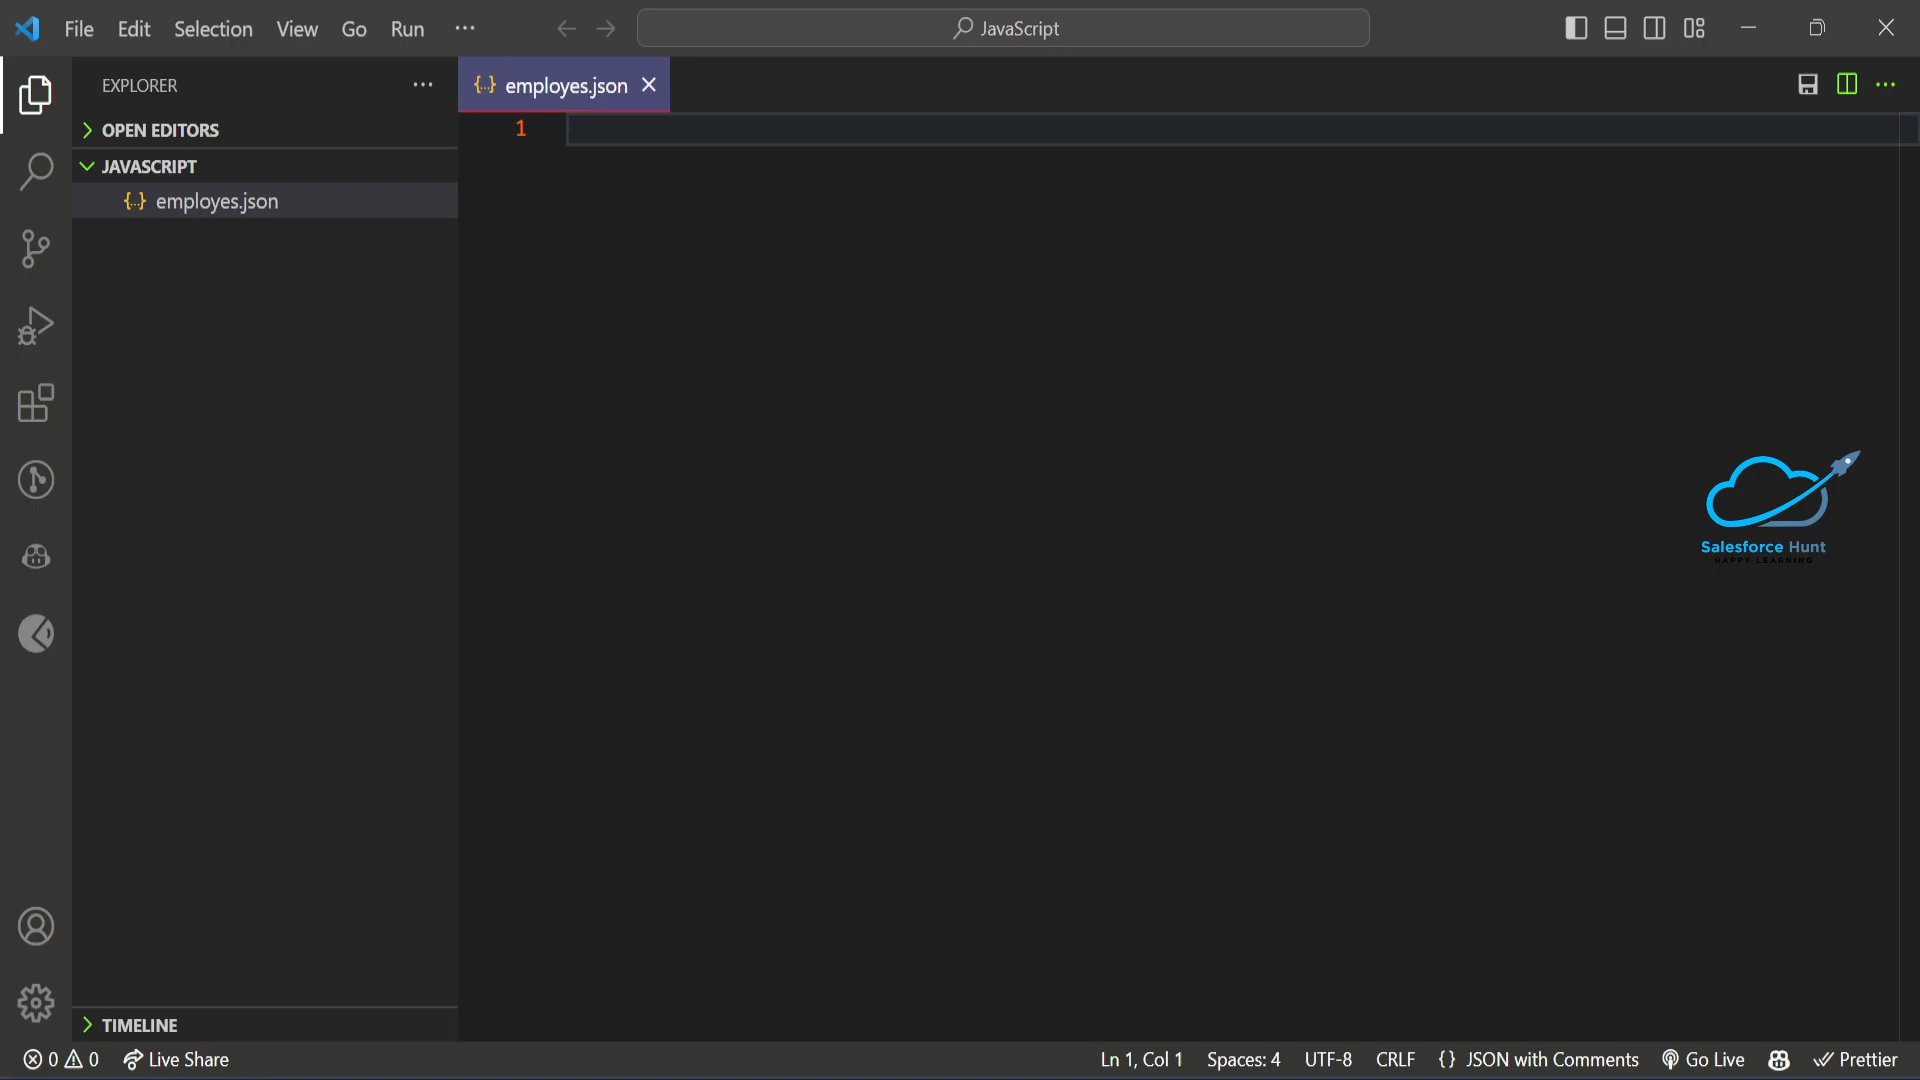 File Edit Selection View Go Run
JavaScript
EXPLORER
OPEN EDITORS
JAVASCRIPT
{..} employes.json
TIMELINE
{..} employes.json
1
Salesforce Hunt
HAPPY LEARNING
0 0 Live Share
Ln 1, Col 1 Spaces: 4 UTF-8 CRLF {} JSON with Comments Go Live Prettier